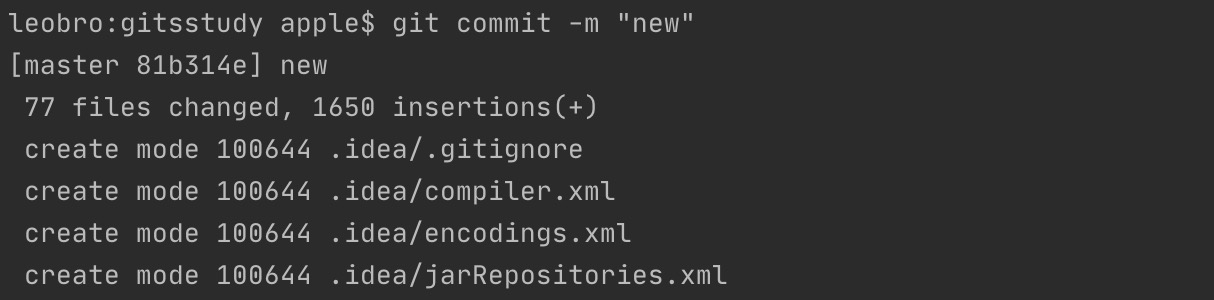 leobro:gitsstudy apple$ git commit -m "new"
[master 81b314e] new
 77 files changed, 1650 insertions(+)
 create mode 100644 .idea/.gitignore
 create mode 100644 .idea/compiler.xml
 create mode 100644 .idea/encodings.xml
 create mode 100644 .idea/jarRepositories.xml